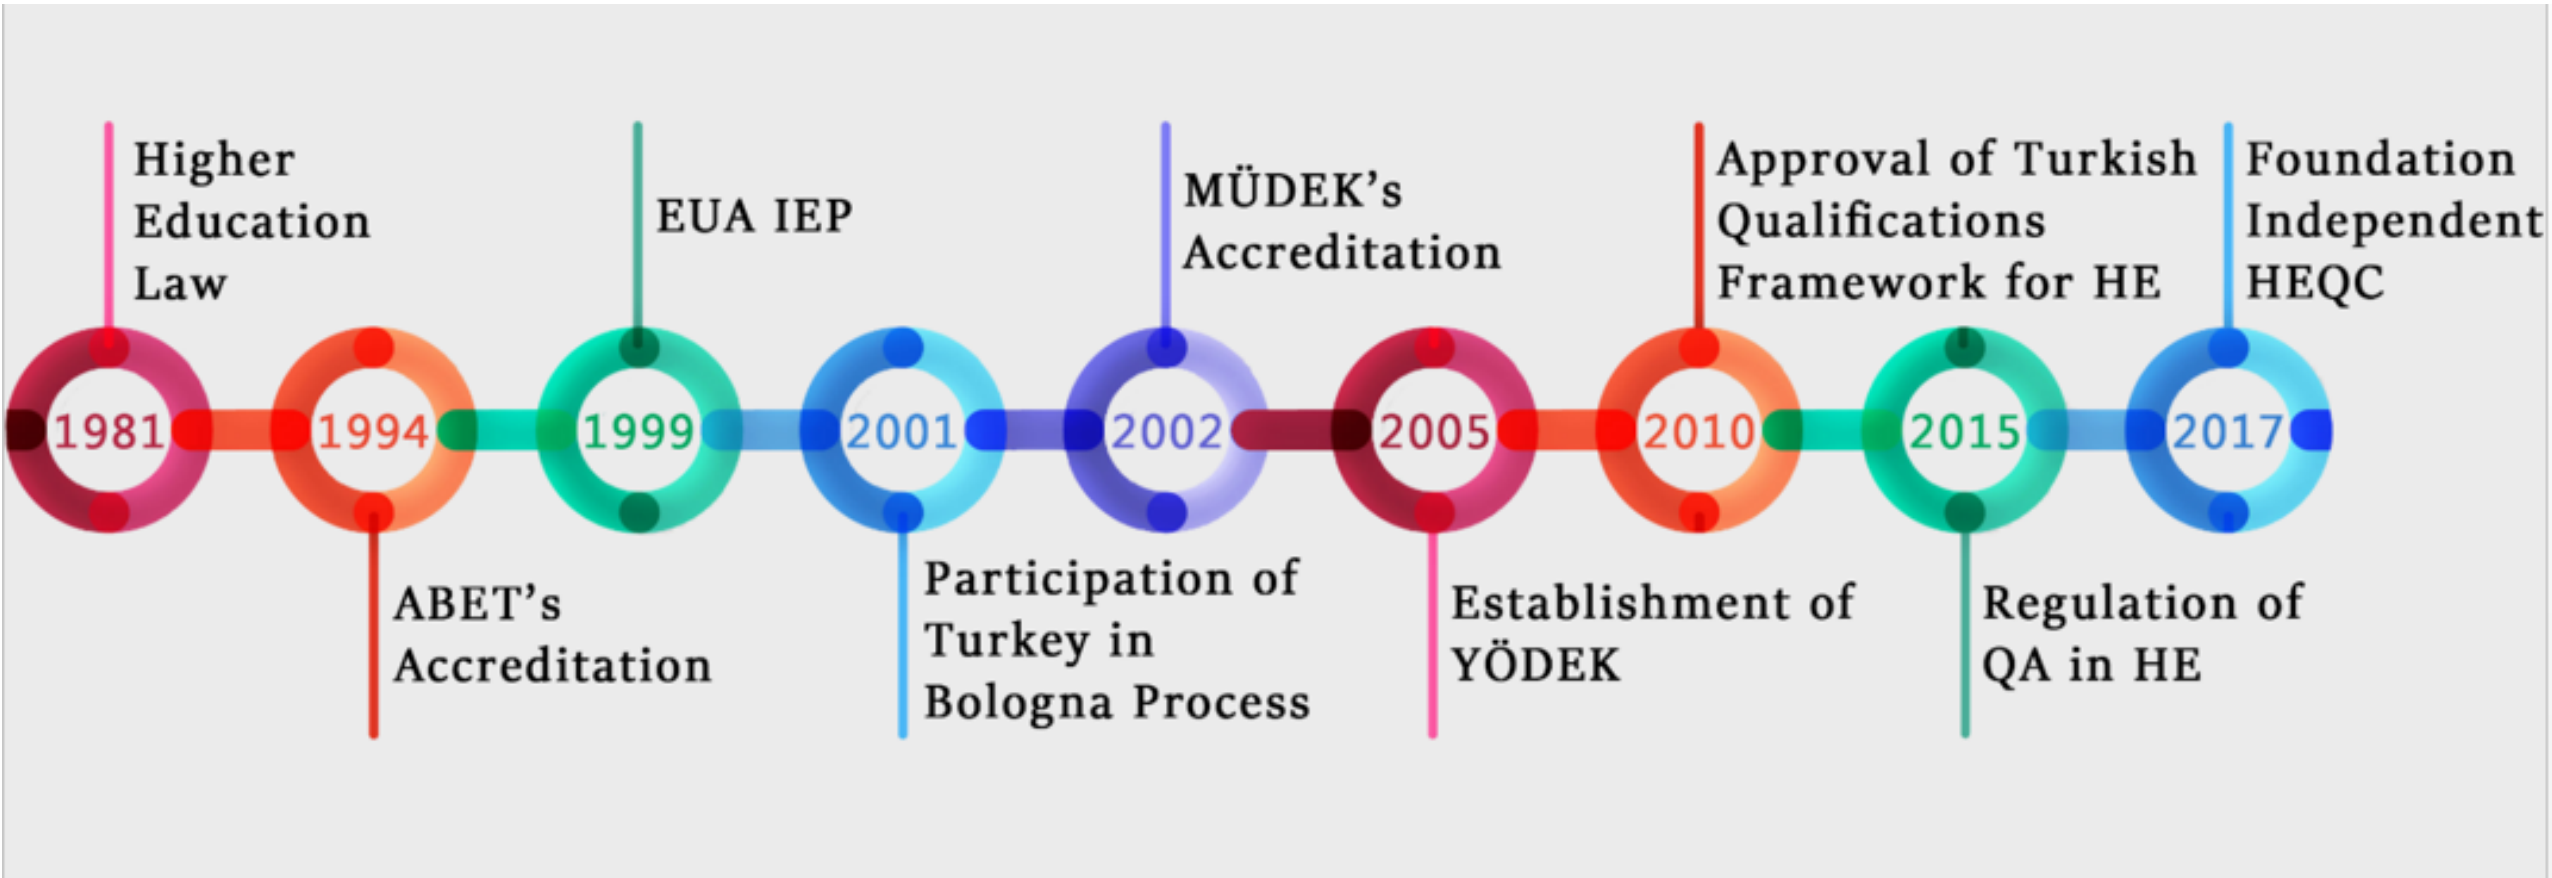 Higher
Education
Law
EUA IEP
MÜDEK's
Accreditation
Approval of Turkish
Qualifications
Framework for HE
Foundation
Independent
HEQC
1981
1994
1999
2001
2002
2005
2010
2015
2017
ABET's
Accreditation
Participation of
Turkey in
Bologna Process
Establishment of
YÖDEK
Regulation of
QA in HE